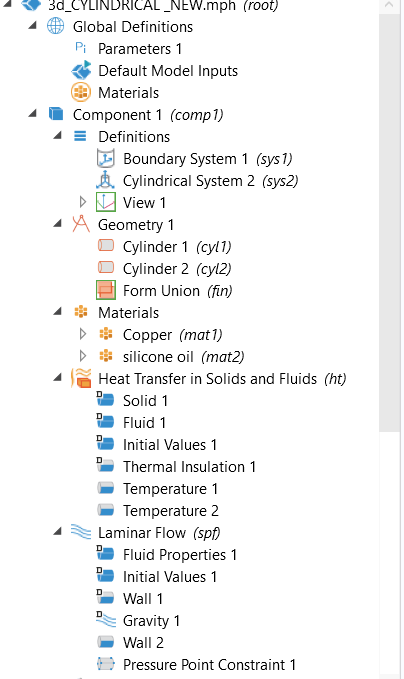 3d_CYLINDRICAL _NEW.mph (root)
Global Definitions
Pi Parameters 1
Default Model Inputs
Materials
Component 1 (comp1)
Definitions
Boundary System 1 (sys1)
Cylindrical System 2 (sys2)
View 1
Geometry 1
Cylinder 1 (cyl1)
Cylinder 2 (cyl2)
Form Union (fin)
Materials
Copper (mat1)
silicone oil (mat2)
Heat Transfer in Solids and Fluids (ht)
D Solid 1
D Fluid 1
D Initial Values 1
D Thermal Insulation 1
Temperature 1
Temperature 2
Laminar Flow (spf)
D Fluid Properties 1
D Initial Values 1
D Wall 1
D Gravity 1
Wall 2
Pressure Point Constraint 1